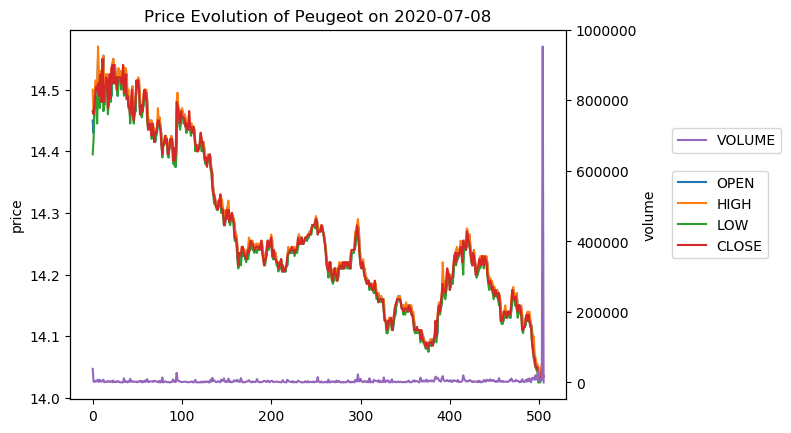 Price Evolution of Peugeot on 2020-07-08
price
14.5
14.4
14.3
14.2
14.1
14.0
0
100
200
300
400
500
1000000
800000
600000
400000
200000
0
volume
VOLUME
OPEN
HIGH
LOW
CLOSE